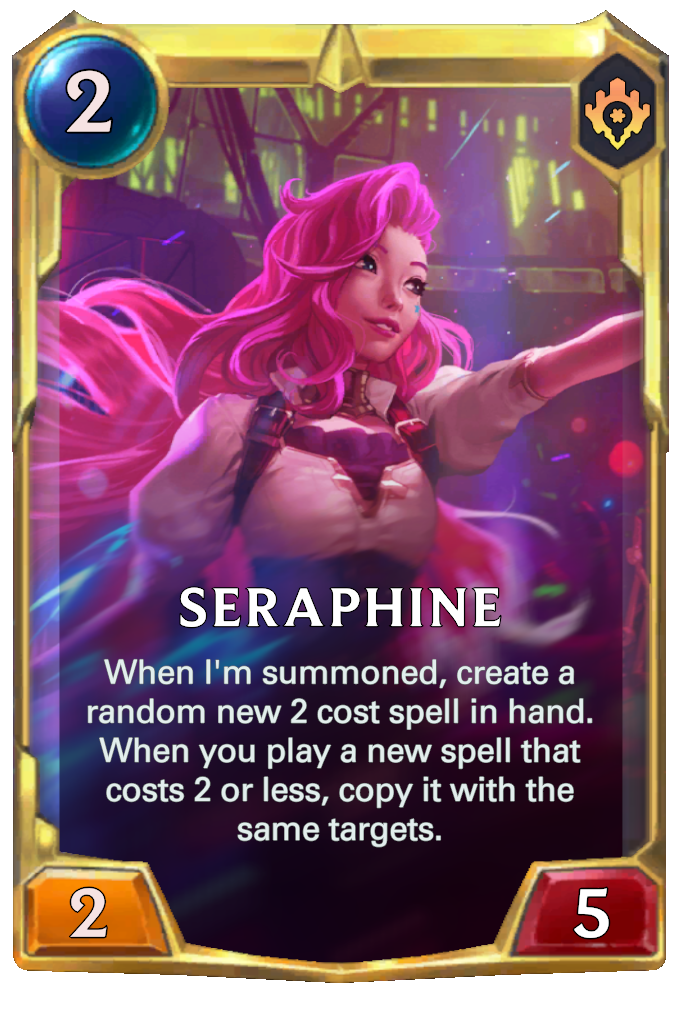 2
SERAPHINE
When I'm summoned, create a
random new 2 cost spell in hand.
When you play a new spell that
costs 2 or less, copy it with the
same targets.
2
5